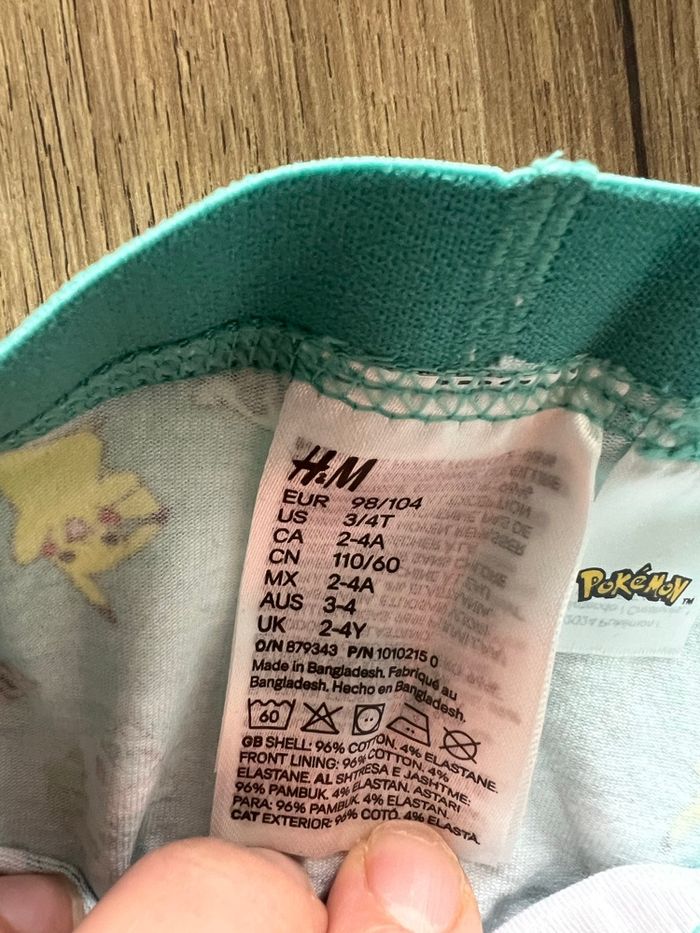 H&M
EUR 98/104
US 3/4T
CA 2-4A
CN 110/60
MX 2-4A
AUS 3-4
UK 2-4Y
O/N 879343 P/N 1010215 0
Made in Bangladesh. Fabriqué au
Bangladesh. Hecho en Bangladesh.
60
GB SHELL: 96% COTTON. 4% ELASTANE.
FRONT LINING: 96% COTTON. 4%
ELASTANE. AL SHTRESA E JASHTME:
96% PAMBUK. 4% ELASTAN. ASTARI
PARA: 96% PAMBUK. 4% ELASTAN.
CAT EXTERIOR: 96% COTÓ. 4% ELASTÀ
POKéMON™